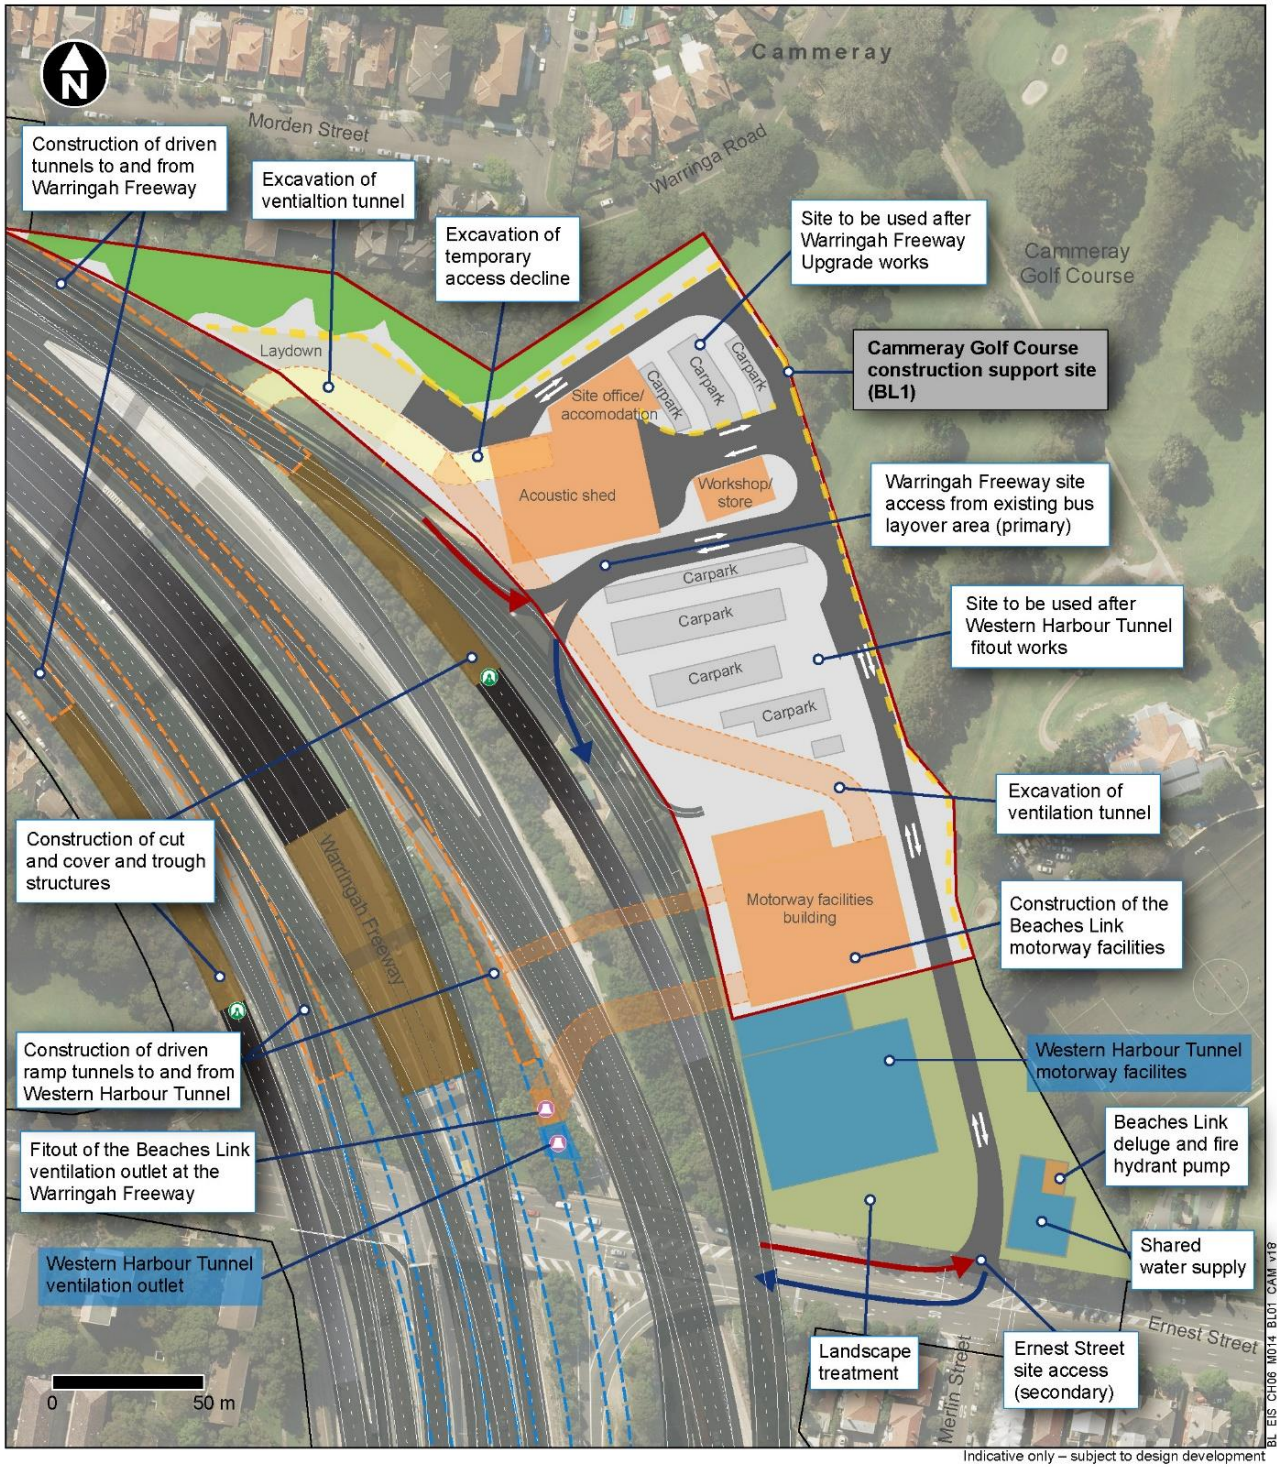 Cammeray
N
Morden Street
Warringa Road
Construction of driven
tunnels to and from
Warringah Freeway
Excavation of
ventialtion tunnel
Excavation of
temporary
access decline
Site to be used after
Warringah Freeway
Upgrade works
Cammeray
Golf Course
Cammeray Golf Course
construction support site
(BL1)
Laydown
Site office/
accomodation
Carpark
Carpark
Carpark
Acoustic shed
Workshop/
store
Warringah Freeway site
access from existing bus
layover area (primary)
Carpark
Carpark
Carpark
Carpark
Site to be used after
Western Harbour Tunnel
fitout works
Excavation of
ventilation tunnel
Construction of cut
and cover and trough
structures
Warringah Freeway
Motorway facilities
building
Construction of the
Beaches Link
motorway facilities
Construction of driven
ramp tunnels to and from
Western Harbour Tunnel
Western Harbour Tunnel
motorway facilites
Fitout of the Beaches Link
ventilation outlet at the
Warringah Freeway
Beaches Link
deluge and fire
hydrant pump
Western Harbour Tunnel
ventilation outlet
Shared
water supply
Landscape
treatment
Ernest Street
site access
(secondary)
Ernest Street
Merlin Street
0 50 m
BL_EIS_CH06_M014_BL01_CAM_v18
Indicative only – subject to design development